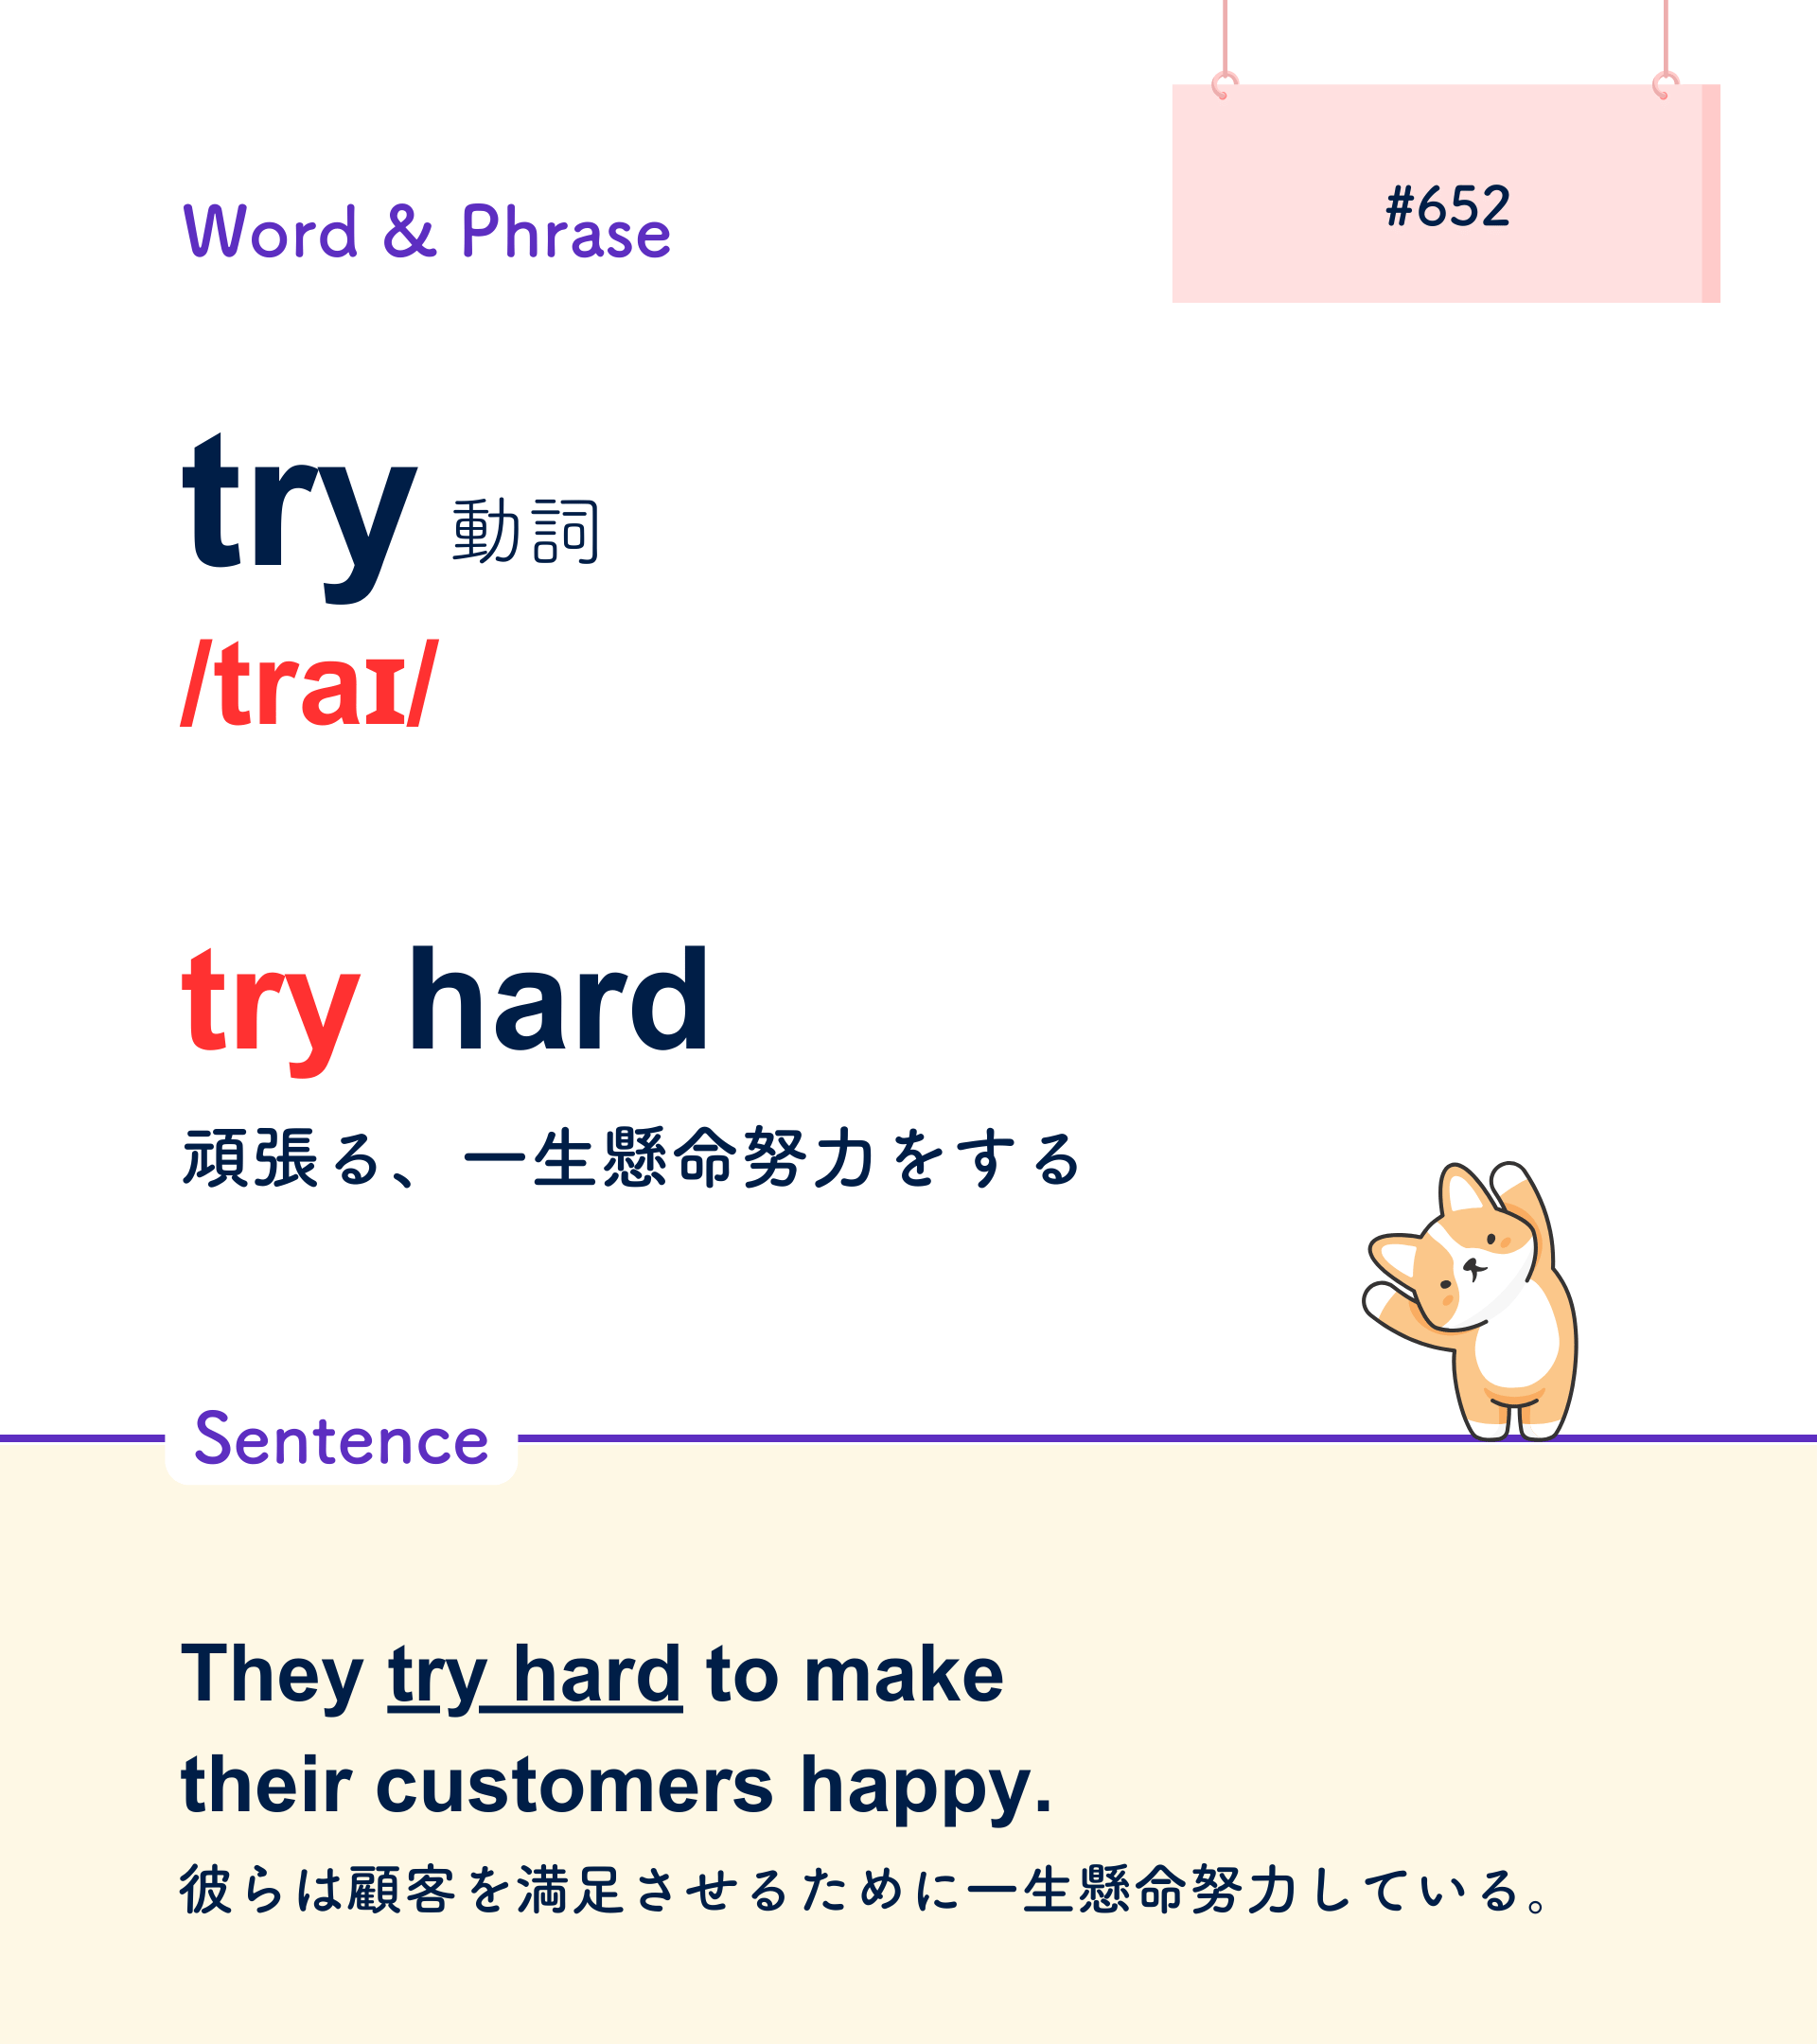 #652
Word & Phrase
try 動詞
/traɪ/
try hard
頑張る、一生懸命努力をする
Sentence
They try hard to make
their customers happy.
彼らは顧客を満足させるために一生懸命努力している。